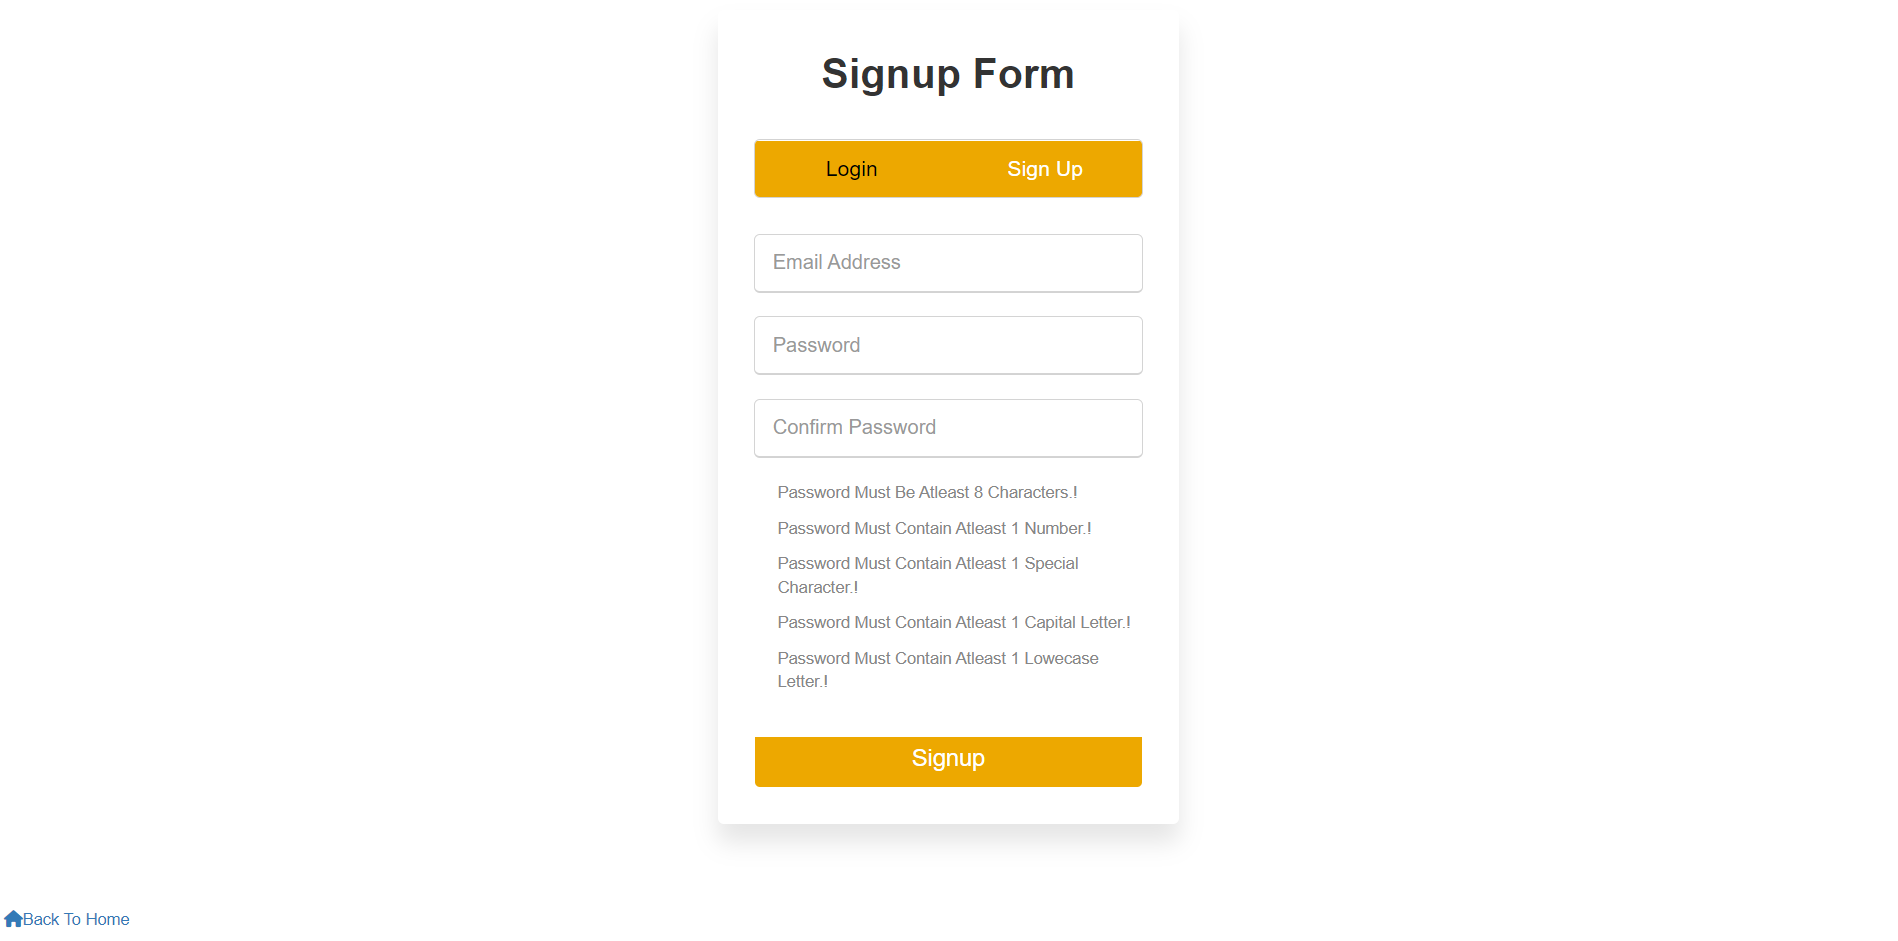 Signup Form
Login
Sign Up
Email Address
Password
Confirm Password
Password Must Be Atleast 8 Characters.!
Password Must Contain Atleast 1 Number.!
Password Must Contain Atleast 1 Special
Character.!
Password Must Contain Atleast 1 Capital Letter.!
Password Must Contain Atleast 1 Lowecase
Letter.!
Signup
Back To Home